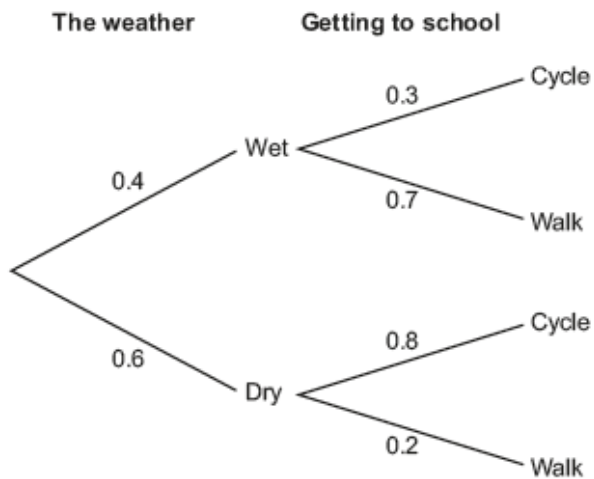 The weather Getting to school
Cycle
0.3
Wet
0.4
0.7
Walk
Cycle
0.6
0.8
Dry
0.2
Walk